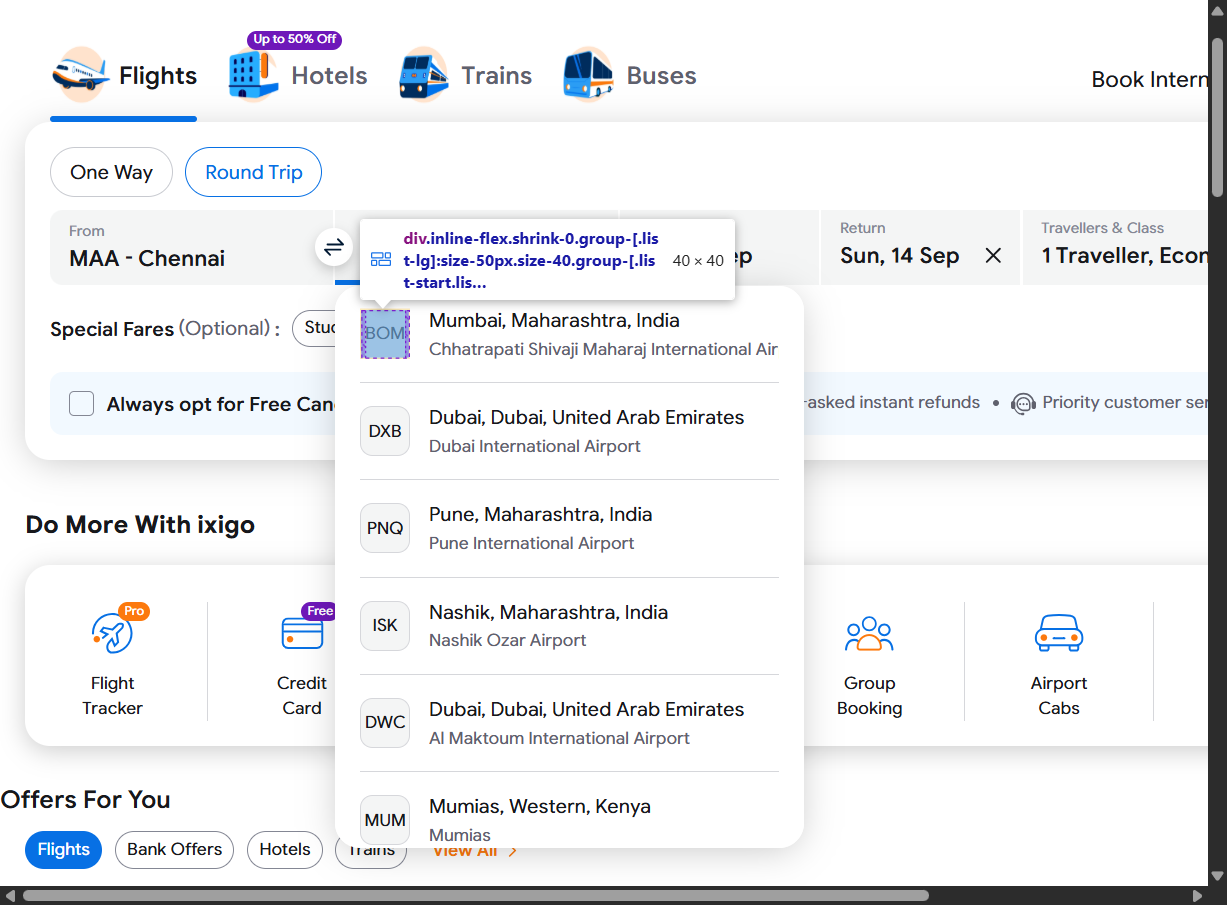 Up to 50% Off
Flights
Hotels
Trains
Buses
Book Intern
One Way
Round Trip
From
MAA - Chennai
div.inline-flex.shrink-0.group-[.lis
t-lg]:size-50px.size-40.group-[.lis
t-start.lis...
40 × 40
ep
Return
Sun, 14 Sep
Travellers & Class
1 Traveller, Econ
Special Fares (Optional) :
Stud
BOM
Mumbai, Maharashtra, India
Chhatrapati Shivaji Maharaj International Air
Always opt for Free Can
-asked instant refunds
• Priority customer ser
DXB
Dubai, Dubai, United Arab Emirates
Dubai International Airport
PNQ
Pune, Maharashtra, India
Pune International Airport
ISK
Nashik, Maharashtra, India
Nashik Ozar Airport
DWC
Dubai, Dubai, United Arab Emirates
Al Maktoum International Airport
MUM
Mumias, Western, Kenya
Mumias
Do More With ixigo
Pro
Flight
Tracker
Free
Credit
Card
Group
Booking
Airport
Cabs
Offers For You
Flights
Bank Offers
Hotels
Trains
View All